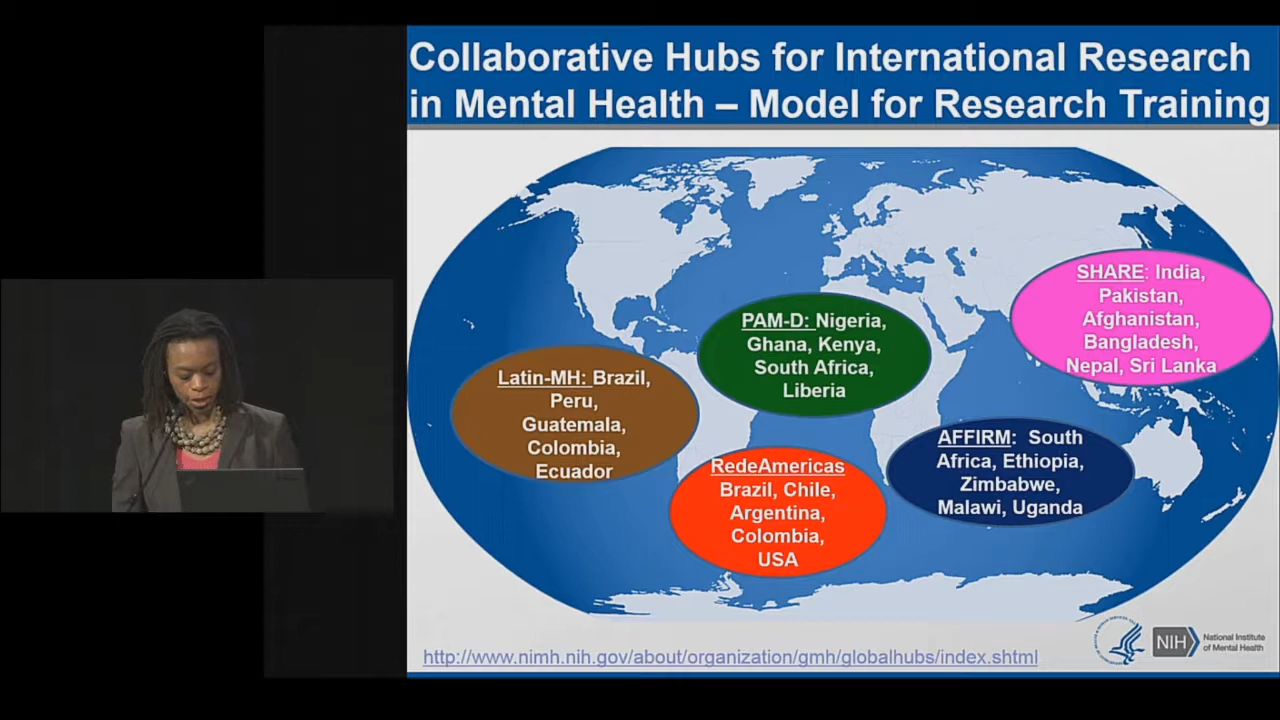 Collaborative Hubs for International Research
in Mental Health – Model for Research Training
SHARE: India,
Pakistan,
Afghanistan,
Bangladesh,
Nepal, Sri Lanka
PAM-D: Nigeria,
Ghana, Kenya,
South Africa,
Liberia
Latin-MH: Brazil,
Peru,
Guatemala,
Colombia,
Ecuador
AFFIRM: South
Africa, Ethiopia,
Zimbabwe,
Malawi, Uganda
RedeAmericas
Brazil, Chile,
Argentina,
Colombia,
USA
http://www.nimh.nih.gov/about/organization/gmh/globalhubs/index.shtml
NIH
National Institute
of Mental Health